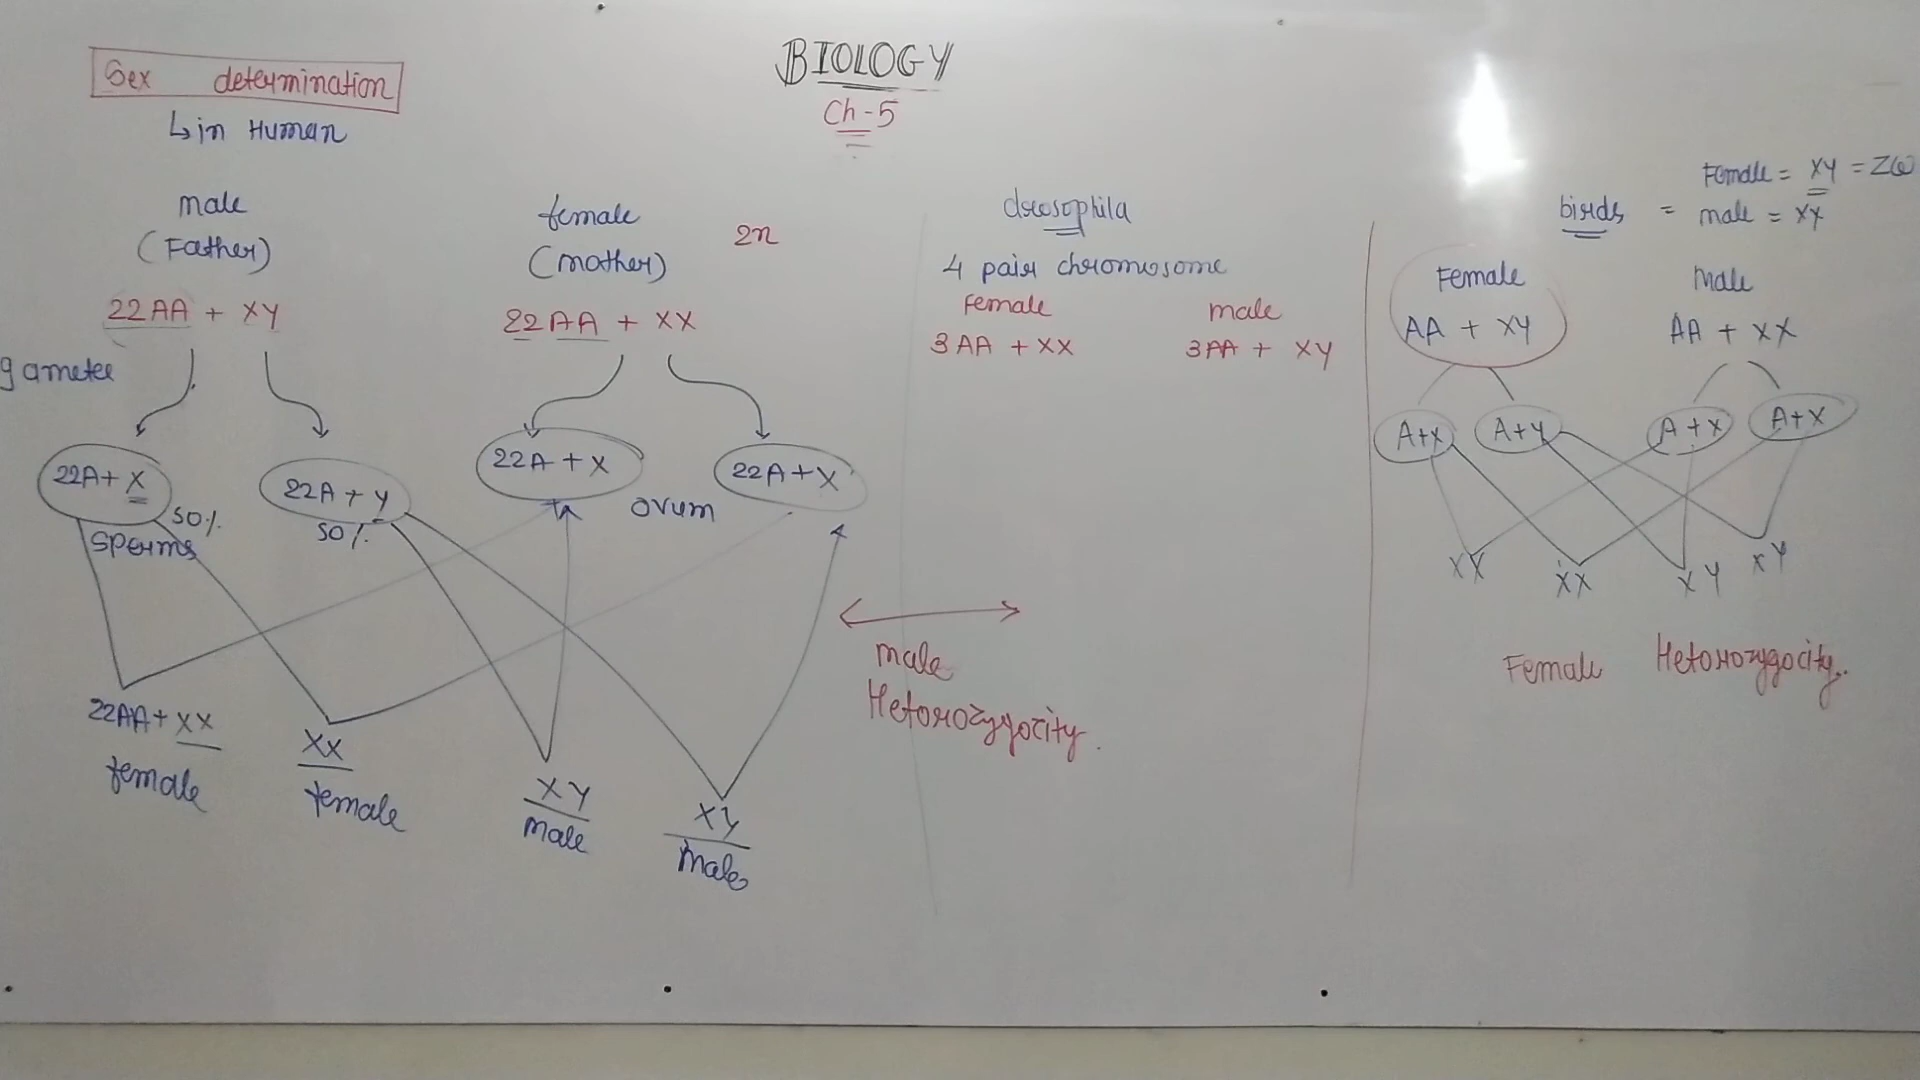 BIOLOGY
Ch-5
Sex determination
↳ in Human
male
(Father)
22AA + XY
gamete
22A+X
50%
sperms
22A + Y
50%
female
(mother)
2n
22AA + XX
22A + X
ovum
22A+X
22AA+XX
female
XX
female
XY
male
XY
male
drosophila
4 pair chromosome
Female
3AA + XX
male
3AA + XY
male
Heterozygocity.
birds = Female = XY = ZW
male = XX
Female
AA + XY
male
AA + XX
A+X
A+Y
A+X
A+X
XX
XX
XY
XY
Female Heterozygocity..